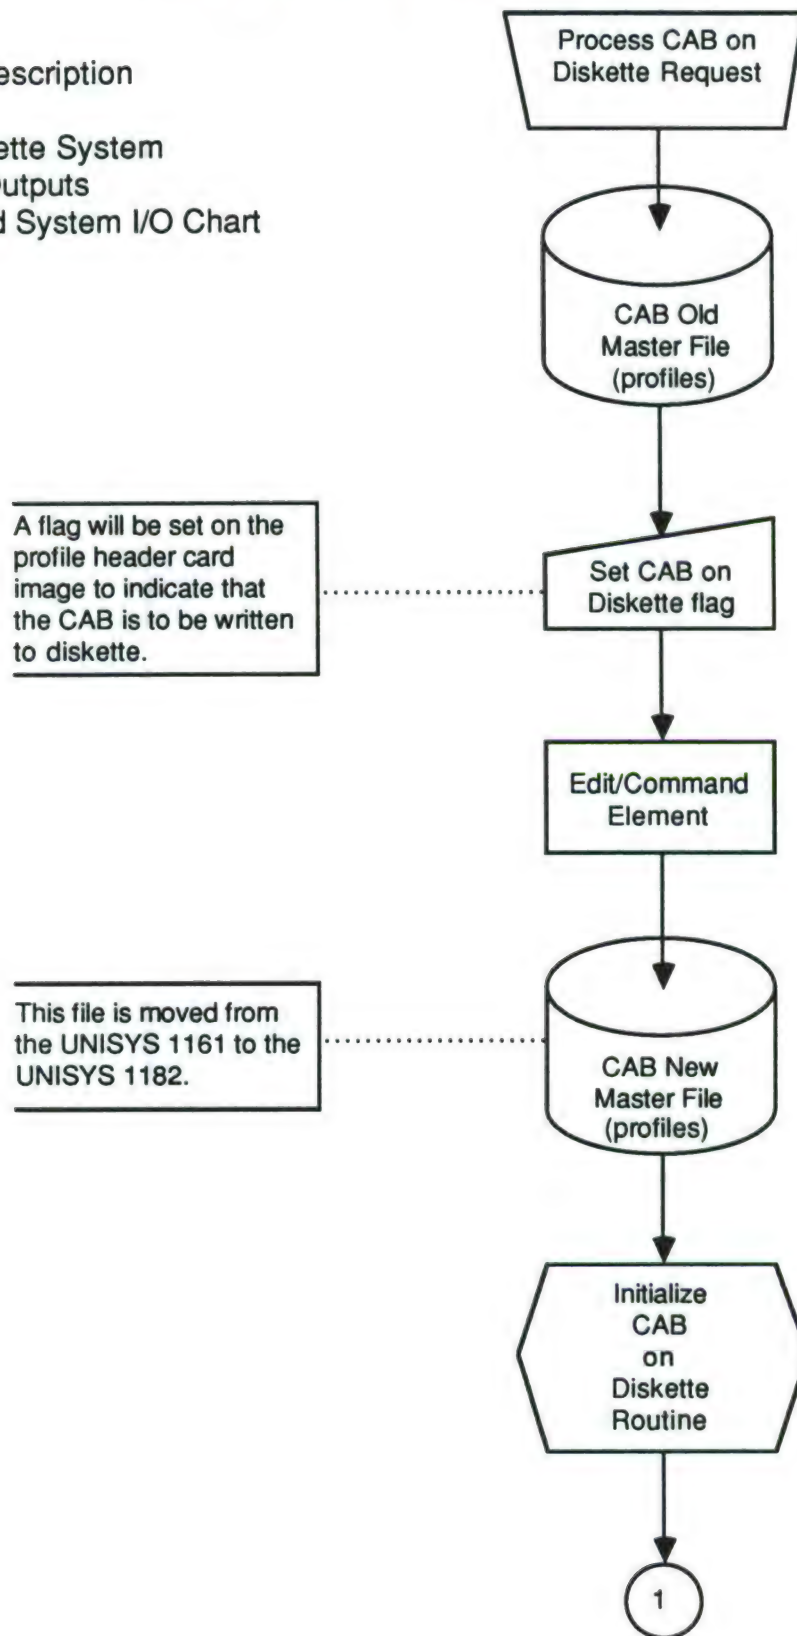 escription
ette System
utputs
d System I/O Chart
Process CAB on
Diskette Request
CAB Old
Master File
(profiles)
A flag will be set on the
profile header card
image to indicate that
the CAB is to be written
to diskette.
Set CAB on
Diskette flag
Edit/Command
Element
This file is moved from
the UNISYS 1161 to the
UNISYS 1182.
CAB New
Master File
(profiles)
Initialize
CAB
on
Diskette
Routine
1